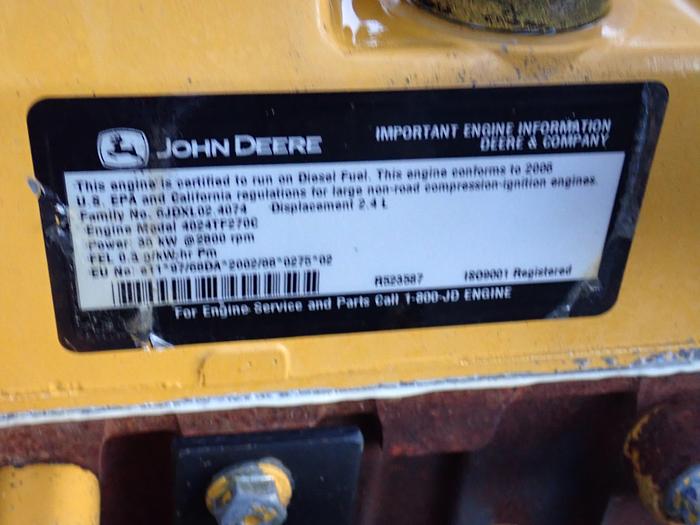 JOHN DEERE
IMPORTANT ENGINE INFORMATION
DEERE & COMPANY
This engine is certified to run on Diesel Fuel. This engine conforms to 2006
U.S. EPA and California regulations for large non-road compression-ignition engines.
Family No. 6JDXL02.4074 Displacement 2.4 L
Engine Model 4024TF270C
Power: @2800 rpm
FEL 0.3 g/kW-hr Pm
EU No:
R523587 ISO9001 Registered
For Engine Service and Parts Call 1-800-JD ENGINE